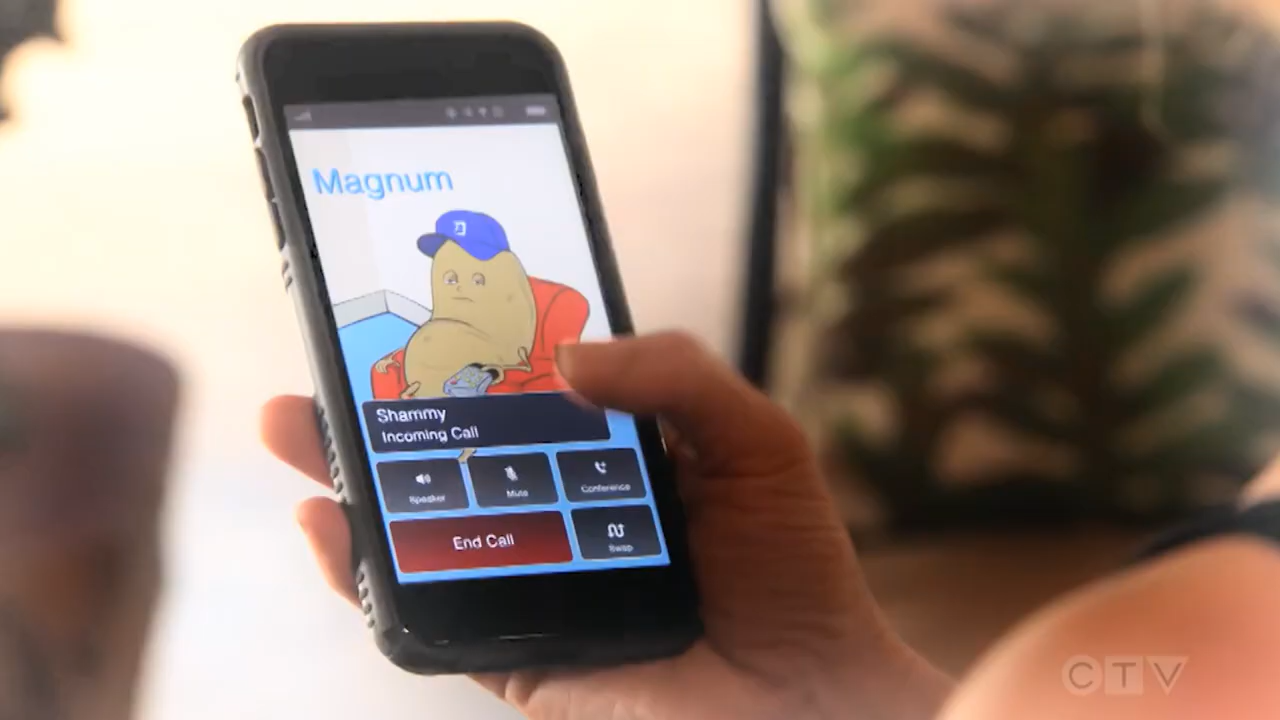 Magnum
Shammy
Incoming Call
Speaker
Mute
Conference
End Call
Swap
CTV